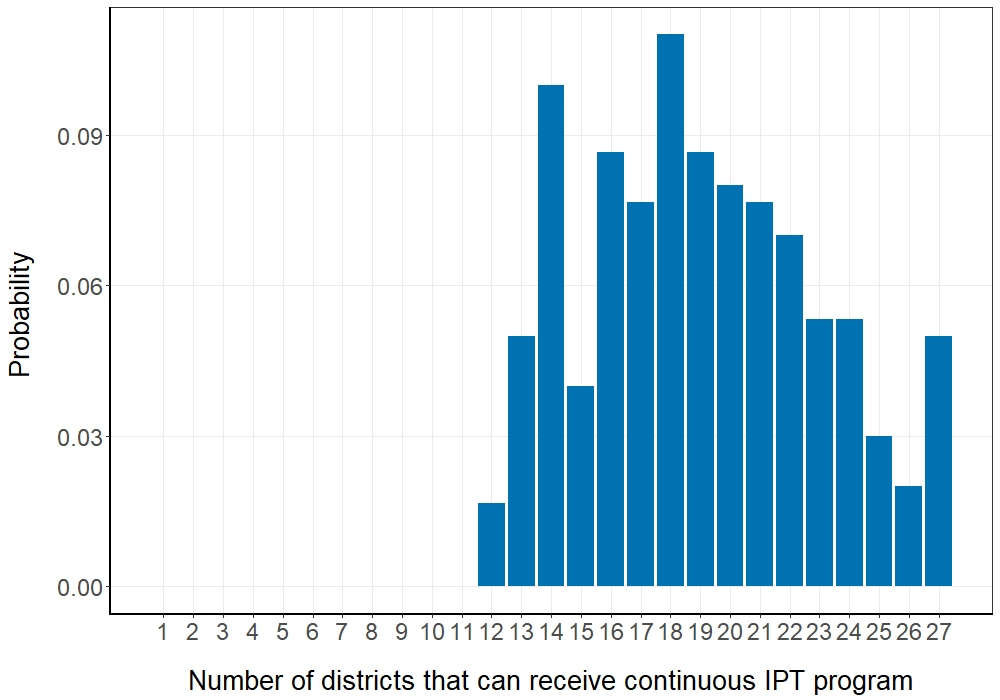 Probability
0.09
0.06
0.03
0.00
1 2 3 4 5 6 7 8 9 10 11 12 13 14 15 16 17 18 19 20 21 22 23 24 25 26 27
Number of districts that can receive continuous IPT program